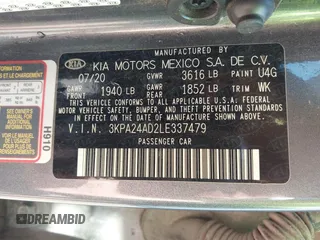 MANUFACTURED BY
KIA KIA MOTORS MEXICO S.A. DE C.V.
07/20 GVWR 3616 LB PAINT U4G
GAWR FRONT 1940 LB GAWR REAR 1852 LB TRIM WK
THIS VEHICLE CONFORMS TO ALL APPLICABLE U.S. FEDERAL
MOTOR VEHICLE SAFETY, BUMPER, AND THEFT PREVENTION
STANDARDS IN EFFECT ON THE DATE OF MANUFACTURE
SHOWN ABOVE.
V.I.N. 3KPA24AD2LE337479
PASSENGER CAR
H910
DREAMBID